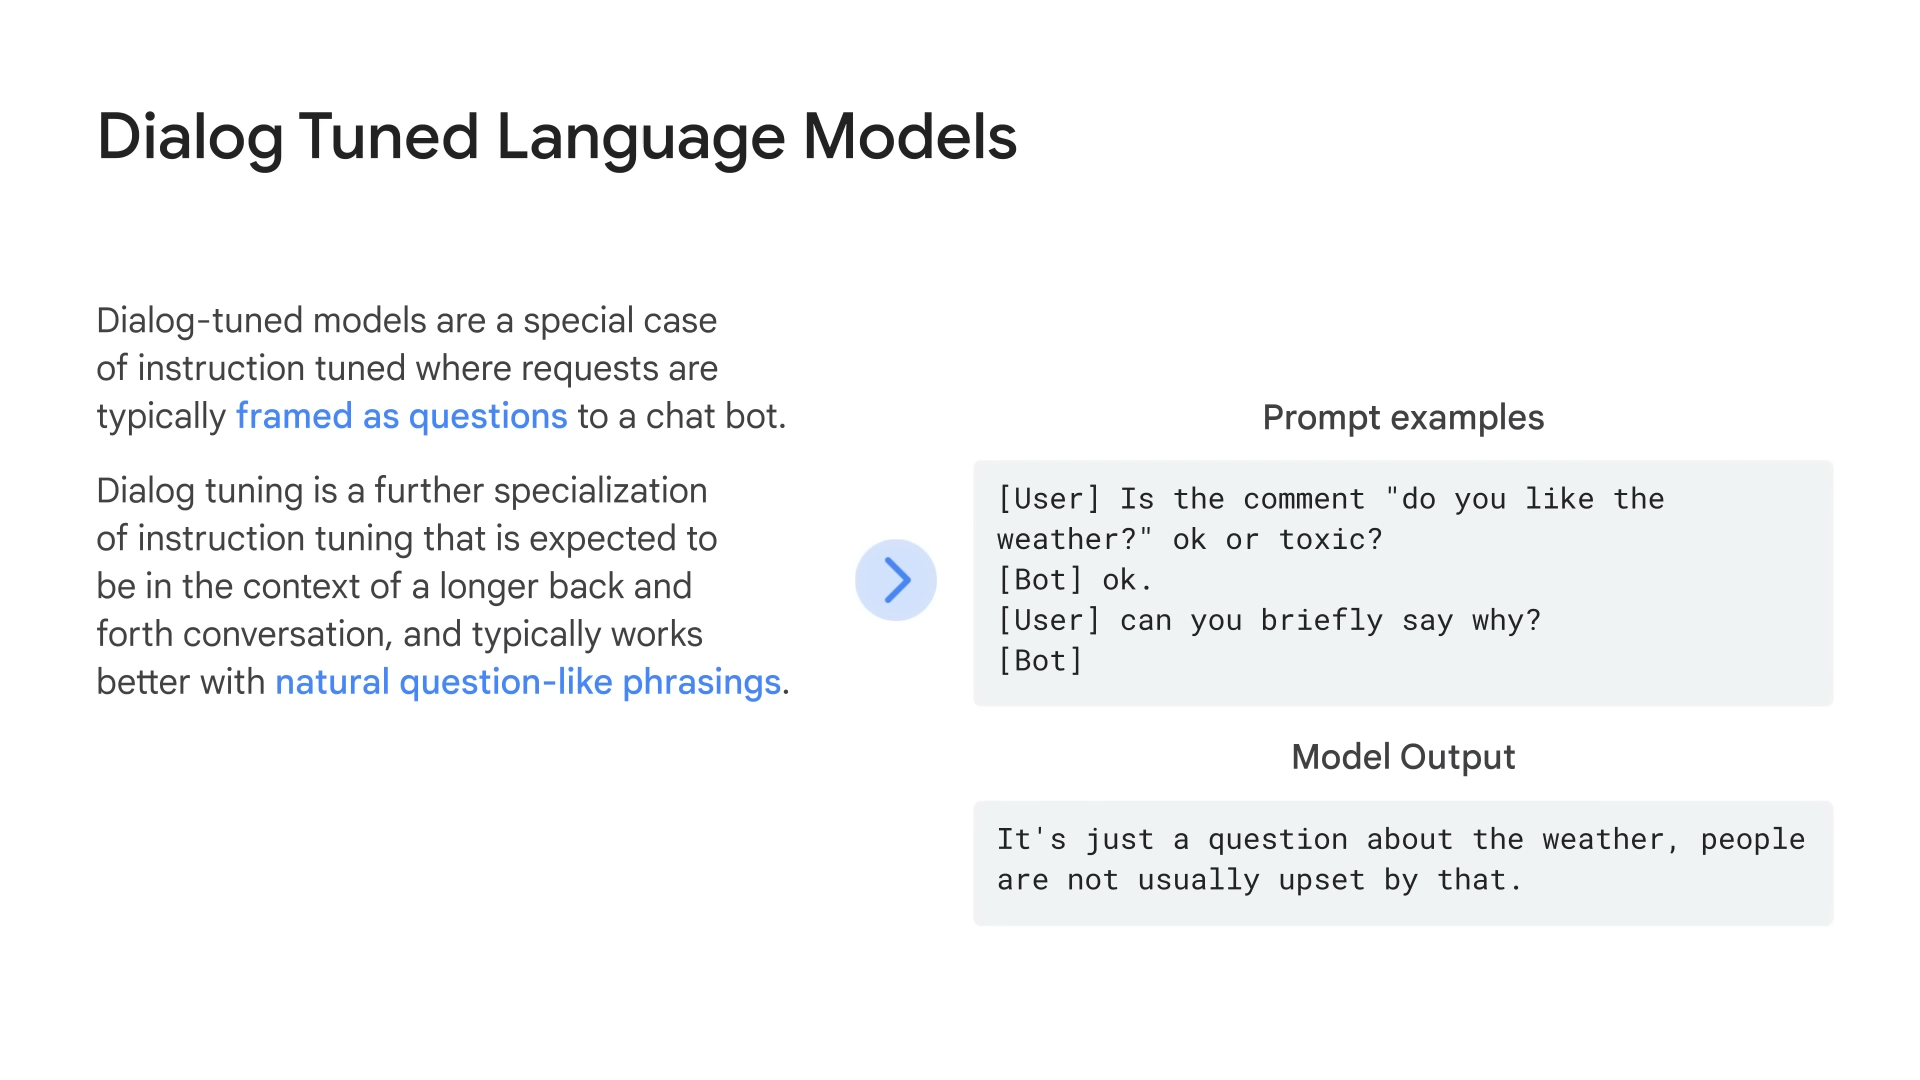 Dialog Tuned Language Models
Dialog-tuned models are a special case
of instruction tuned where requests are
typically framed as questions to a chat bot.
Dialog tuning is a further specialization
of instruction tuning that is expected to
be in the context of a longer back and
forth conversation, and typically works
better with natural question-like phrasings.
Prompt examples
[User] Is the comment "do you like the
weather?" ok or toxic?
[Bot] ok.
[User] can you briefly say why?
[Bot]
Model Output
It's just a question about the weather, people
are not usually upset by that.